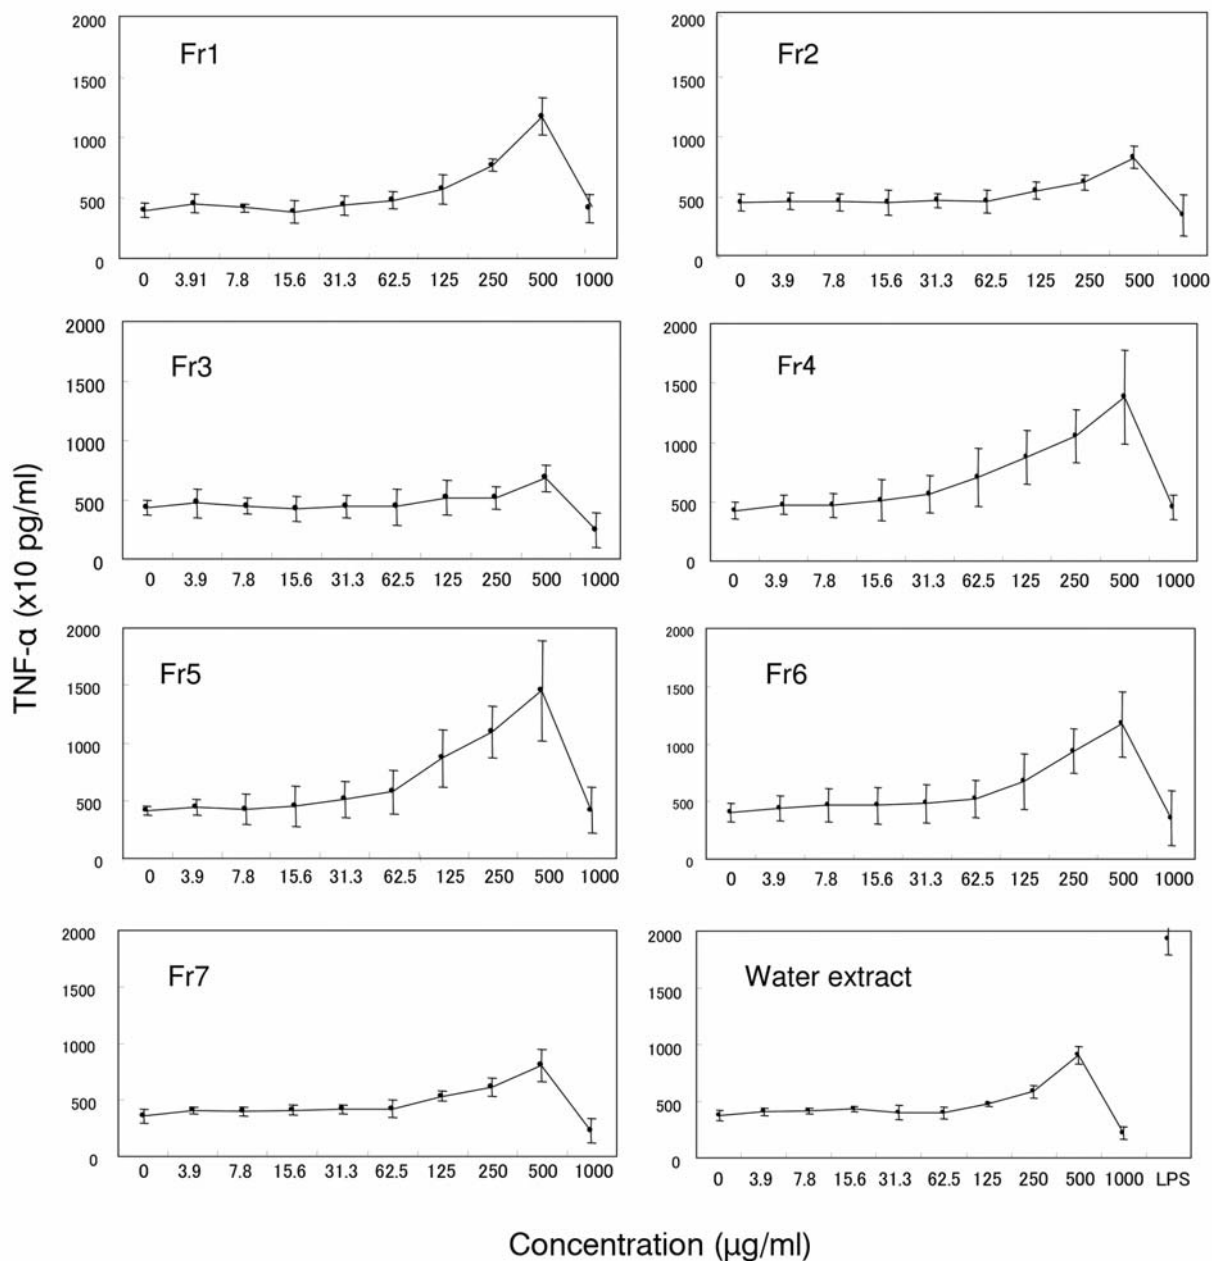 2000
1500
1000
500
0
Fr1
0 3.91 7.8 15.6 31.3 62.5 125 250 500 1000
2000
1500
1000
500
0
Fr2
0 3.9 7.8 15.6 31.3 62.5 125 250 500 1000
2000
1500
1000
500
0
Fr3
0 3.9 7.8 15.6 31.3 62.5 125 250 500 1000
2000
1500
1000
500
0
Fr4
0 3.9 7.8 15.6 31.3 62.5 125 250 500 1000
TNF-α (x10 pg/ml)
2000
1500
1000
500
0
Fr5
0 3.9 7.8 15.6 31.3 62.5 125 250 500 1000
2000
1500
1000
500
0
Fr6
0 3.9 7.8 15.6 31.3 62.5 125 250 500 1000
2000
1500
1000
500
0
Fr7
0 3.9 7.8 15.6 31.3 62.5 125 250 500 1000
2000
1500
1000
500
0
Water extract
0 3.9 7.8 15.6 31.3 62.5 125 250 500 1000 LPS
Concentration (µg/ml)